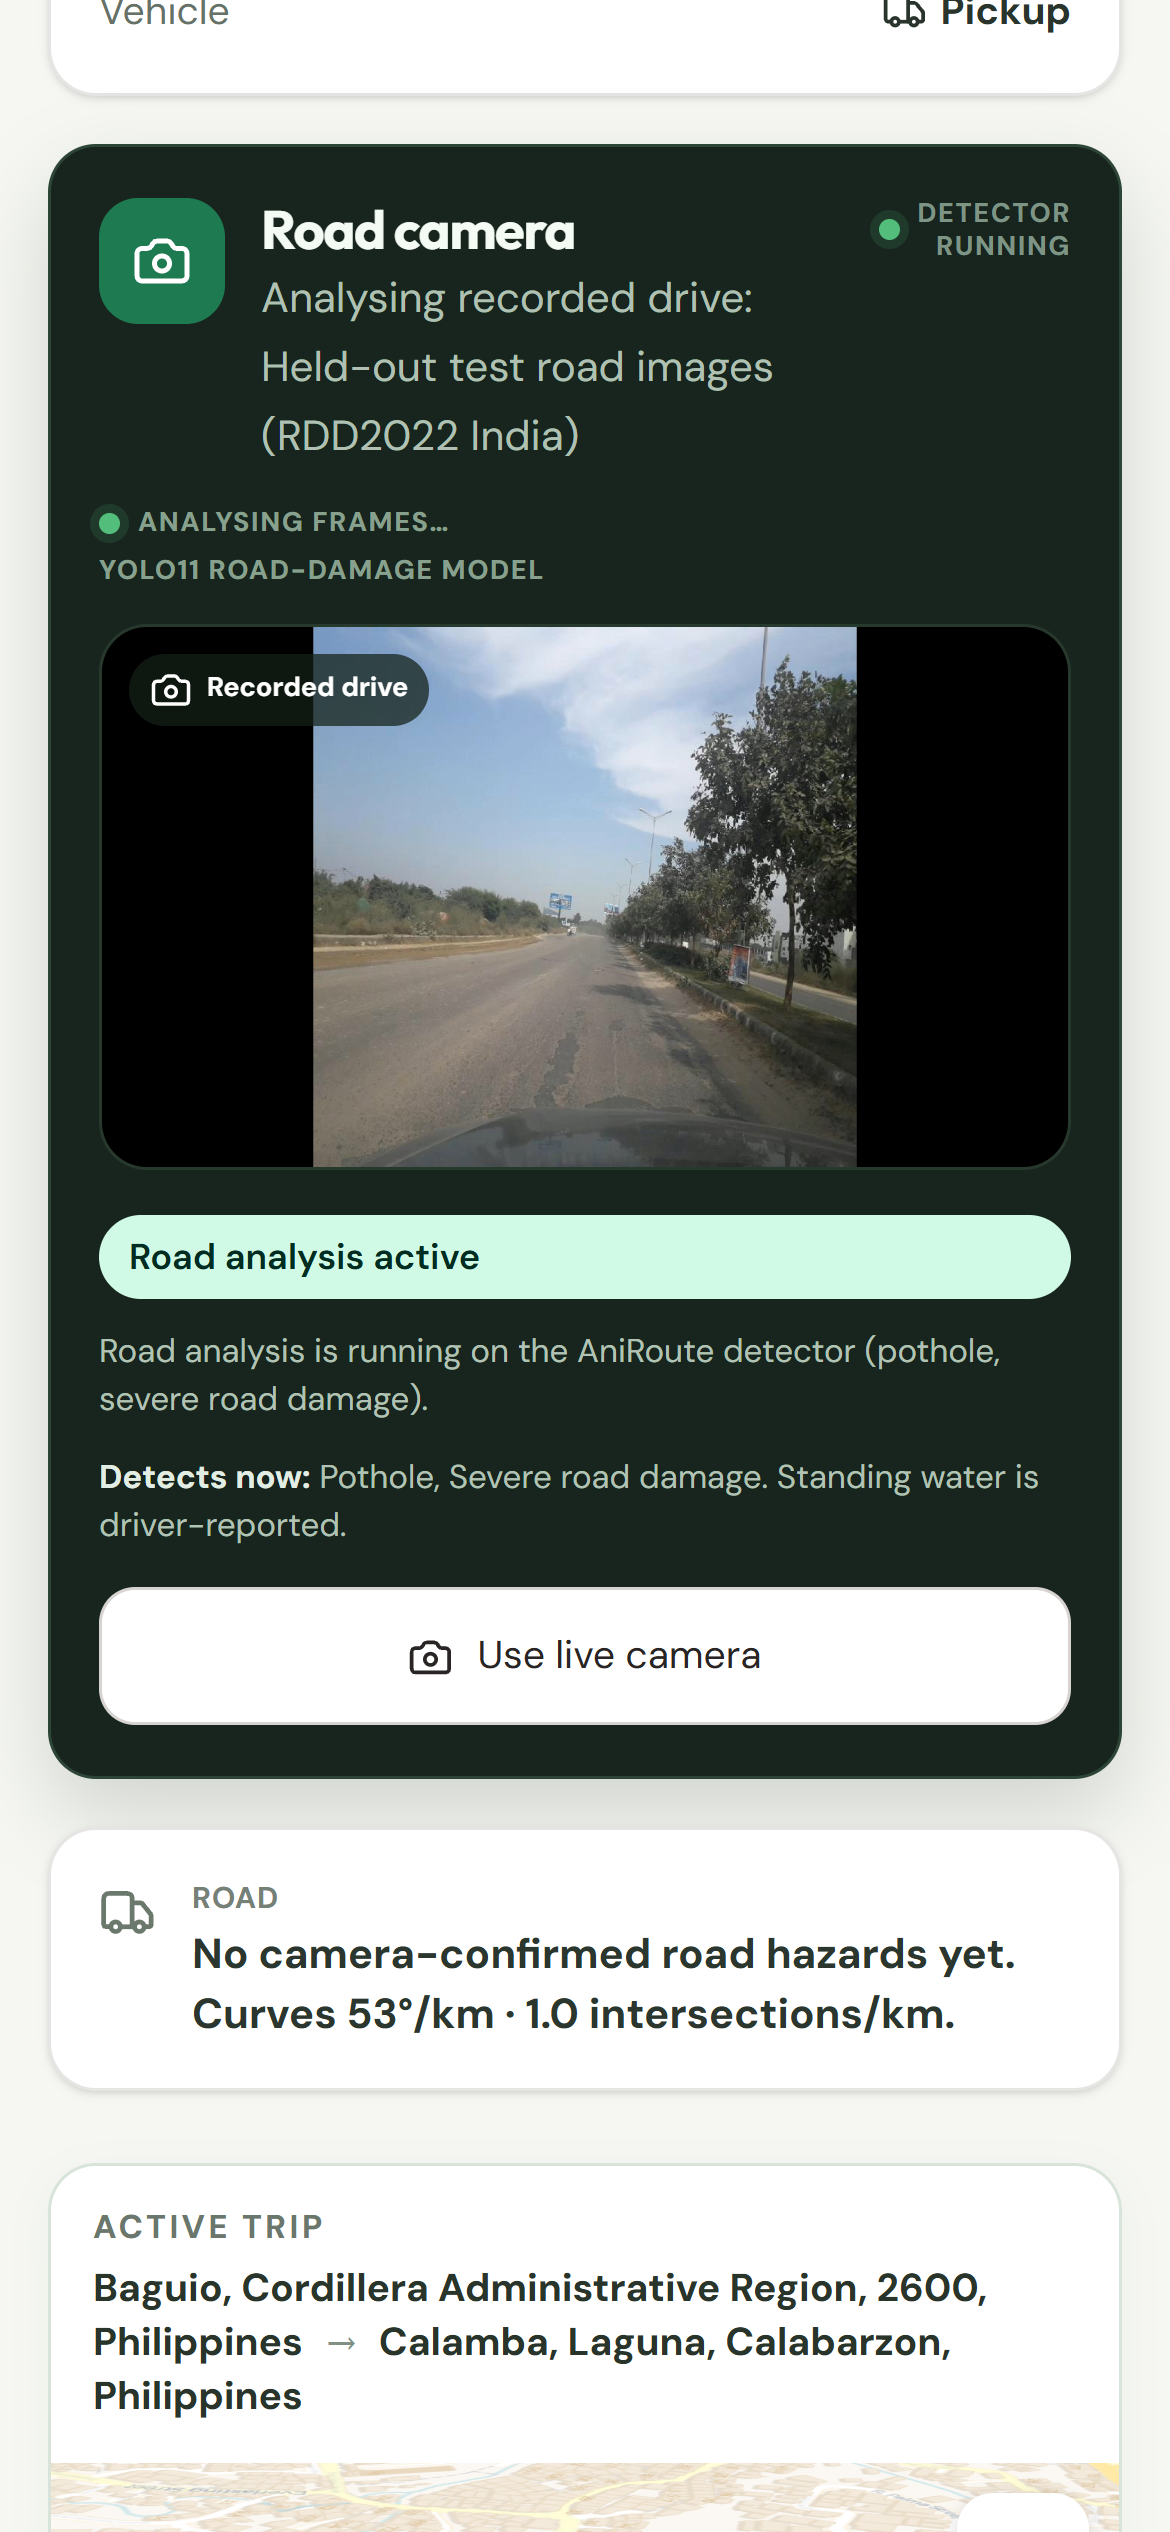 Vehicle
Pickup
Road camera
DETECTOR
RUNNING
Analysing recorded drive:
Held-out test road images
(RDD2022 India)
ANALYSING FRAMES…
YOLO11 ROAD-DAMAGE MODEL
Recorded drive
Road analysis active
Road analysis is running on the AniRoute detector (pothole,
severe road damage).
Detects now: Pothole, Severe road damage. Standing water is
driver-reported.
Use live camera
ROAD
No camera-confirmed road hazards yet.
Curves 53°/km · 1.0 intersections/km.
ACTIVE TRIP
Baguio, Cordillera Administrative Region, 2600,
Philippines → Calamba, Laguna, Calabarzon,
Philippines